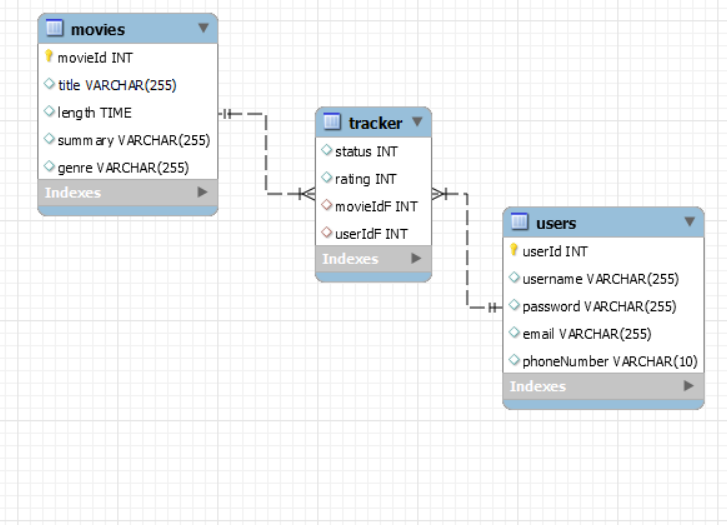 movies
movieId INT
title VARCHAR(255)
length TIME
summary VARCHAR(255)
genre VARCHAR(255)
Indexes
tracker
status INT
rating INT
movieIdF INT
userIdF INT
Indexes
users
userId INT
username VARCHAR(255)
password VARCHAR(255)
email VARCHAR(255)
phoneNumber VARCHAR(10)
Indexes